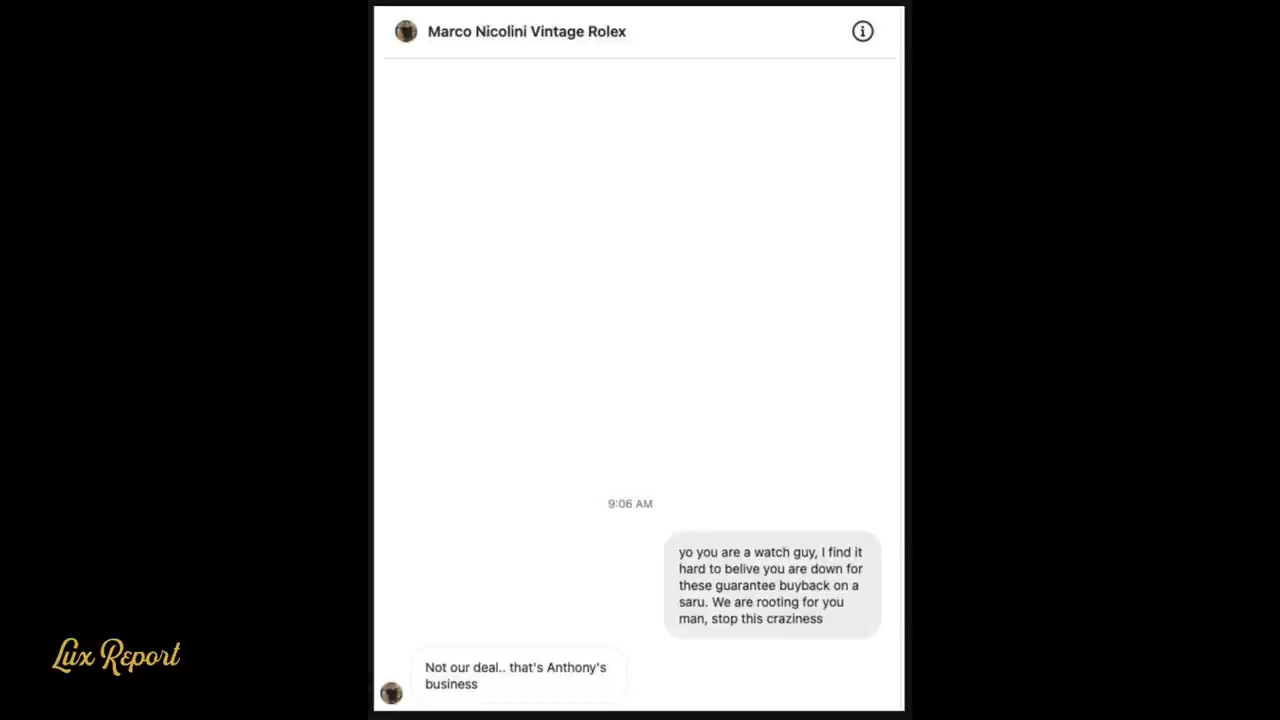 Marco Nicolini Vintage Rolex
9:06 AM
yo you are a watch guy, I find it
hard to belive you are down for
these guarantee buyback on a
saru. We are rooting for you
man, stop this craziness
Not our deal.. that's Anthony's
business
Lux Report